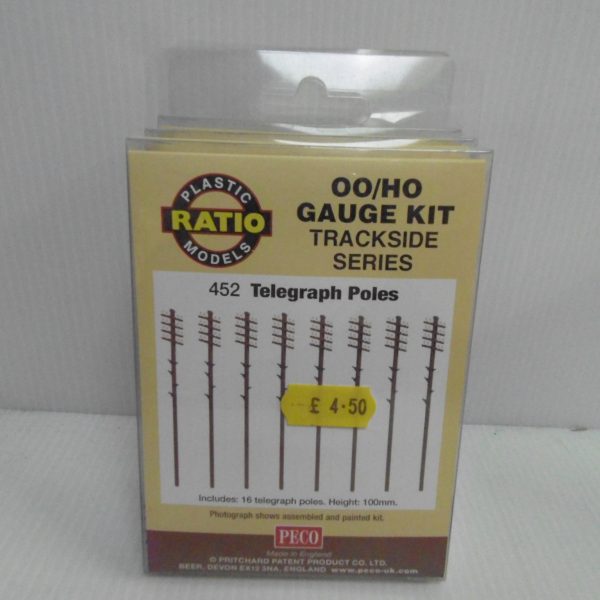 PLASTIC
RATIO
MODELS
OO/HO
GAUGE KIT
TRACKSIDE
SERIES
452 Telegraph Poles
£ 4.50
Includes: 16 telegraph poles. Height: 100mm.
Photograph shows assembled and painted kit.
PECO
Made in England
© PRITCHARD PATENT PRODUCT CO. LTD.
BEER, DEVON EX12 3NA, ENGLAND www.peco-uk.com